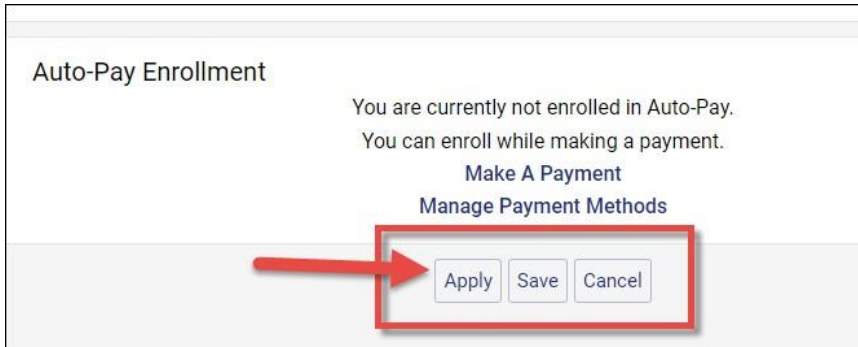 Auto-Pay Enrollment
You are currently not enrolled in Auto-Pay.
You can enroll while making a payment.
Make A Payment
Manage Payment Methods
Apply Save Cancel